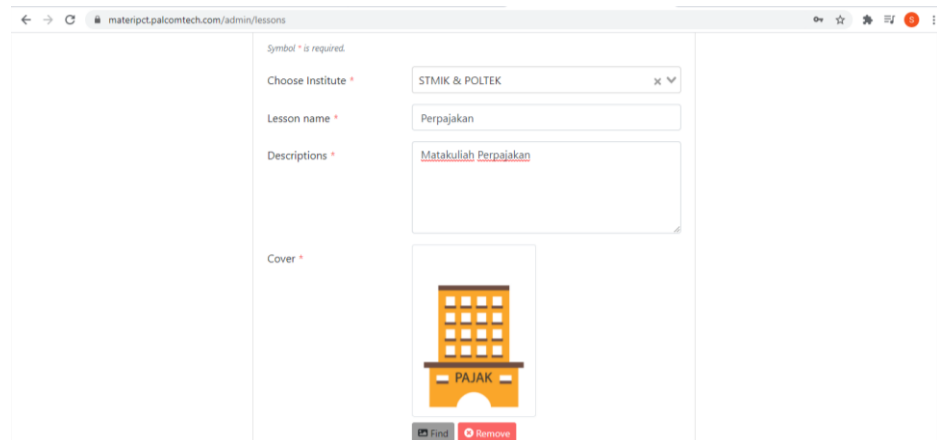 materipct.palcomtech.com/admin/lessons
S
Symbol * is required.
Choose Institute * STMIK & POLTEK
Lesson name * Perpajakan
Descriptions * Matakuliah Perpajakan
Cover *
PAJAK
Find Remove